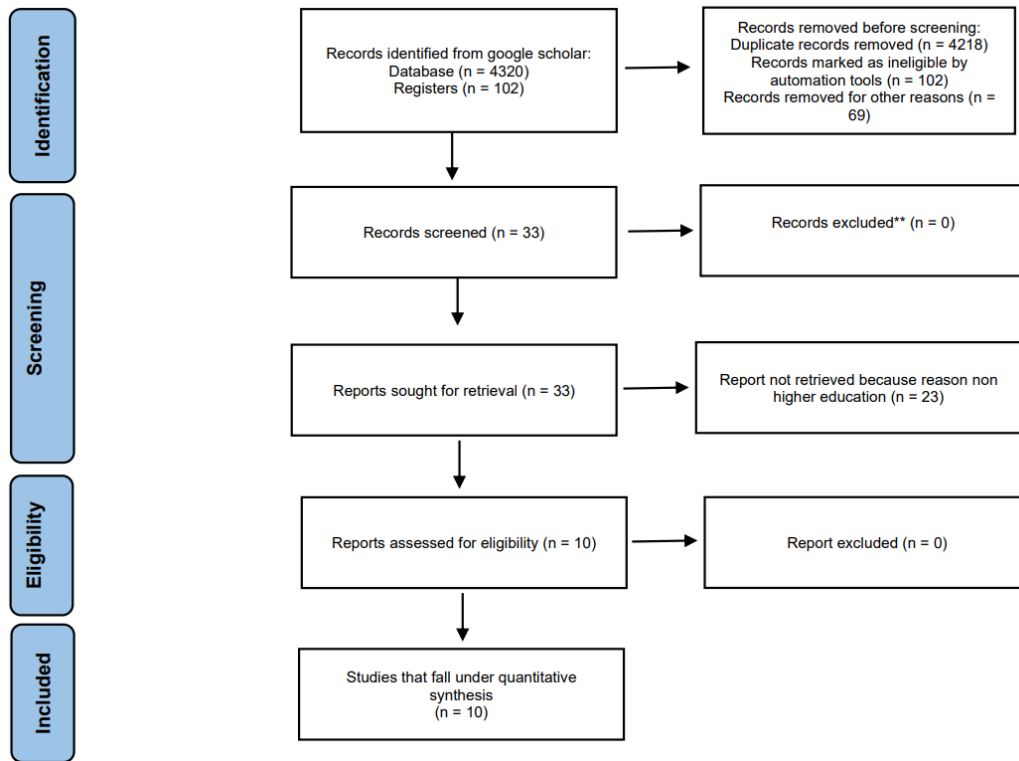 Identification
Records identified from google scholar:
Database (n = 4320)
Registers (n = 102)
Records removed before screening:
Duplicate records removed (n = 4218)
Records marked as ineligible by
automation tools (n = 102)
Records removed for other reasons (n =
69)
Screening
Records screened (n = 33)
Records excluded** (n = 0)
Reports sought for retrieval (n = 33)
Report not retrieved because reason non
higher education (n = 23)
Eligibility
Reports assessed for eligibility (n = 10)
Report excluded (n = 0)
Included
Studies that fall under quantitative
synthesis
(n = 10)